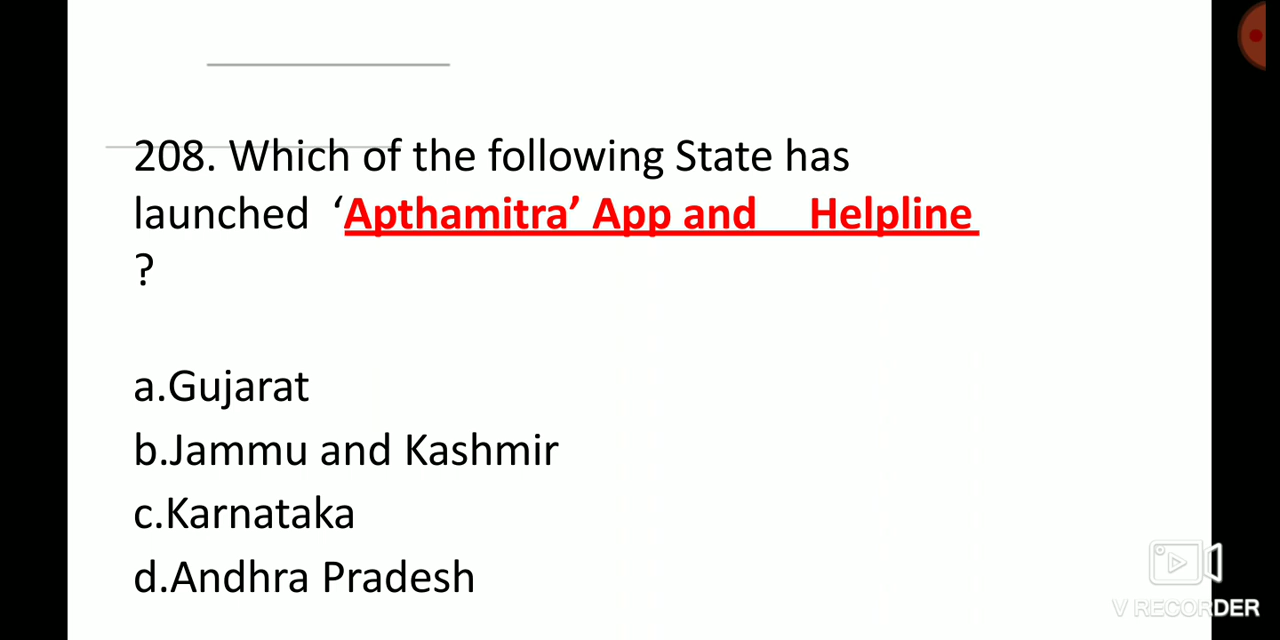 208. Which of the following State has
launched ‘Apthamitra’ App and Helpline
?
a.Gujarat
b.Jammu and Kashmir
c.Karnataka
d.Andhra Pradesh
V RECORDER